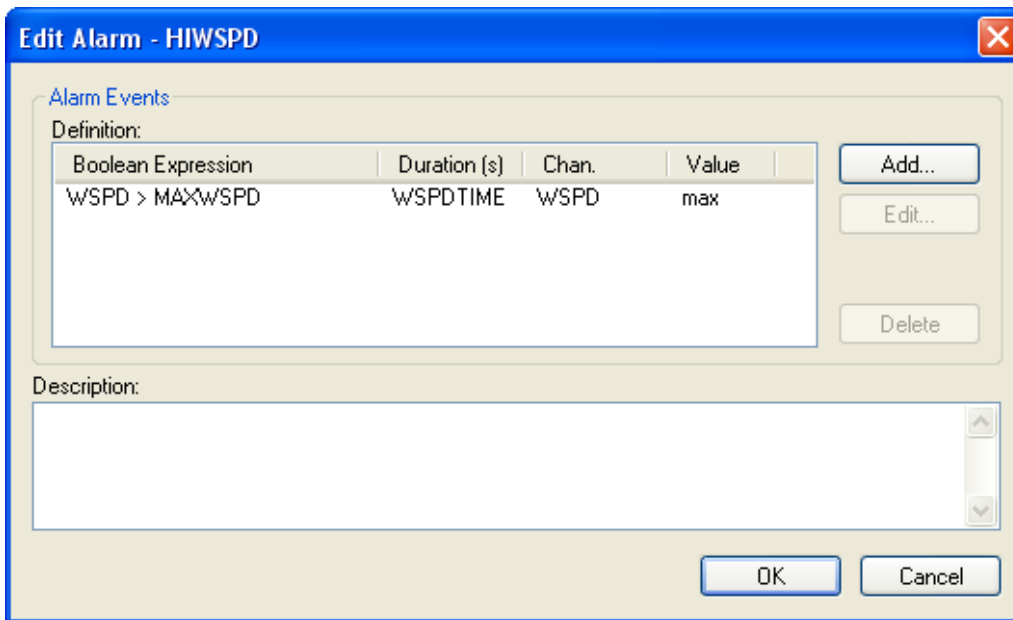 Edit Alarm - HIWSPD
Alarm Events
Definition:
Boolean Expression Duration (s) Chan. Value
WSPD > MAXWSPD WSPDTIME WSPD max
Add...
Edit...
Delete
Description:
OK Cancel